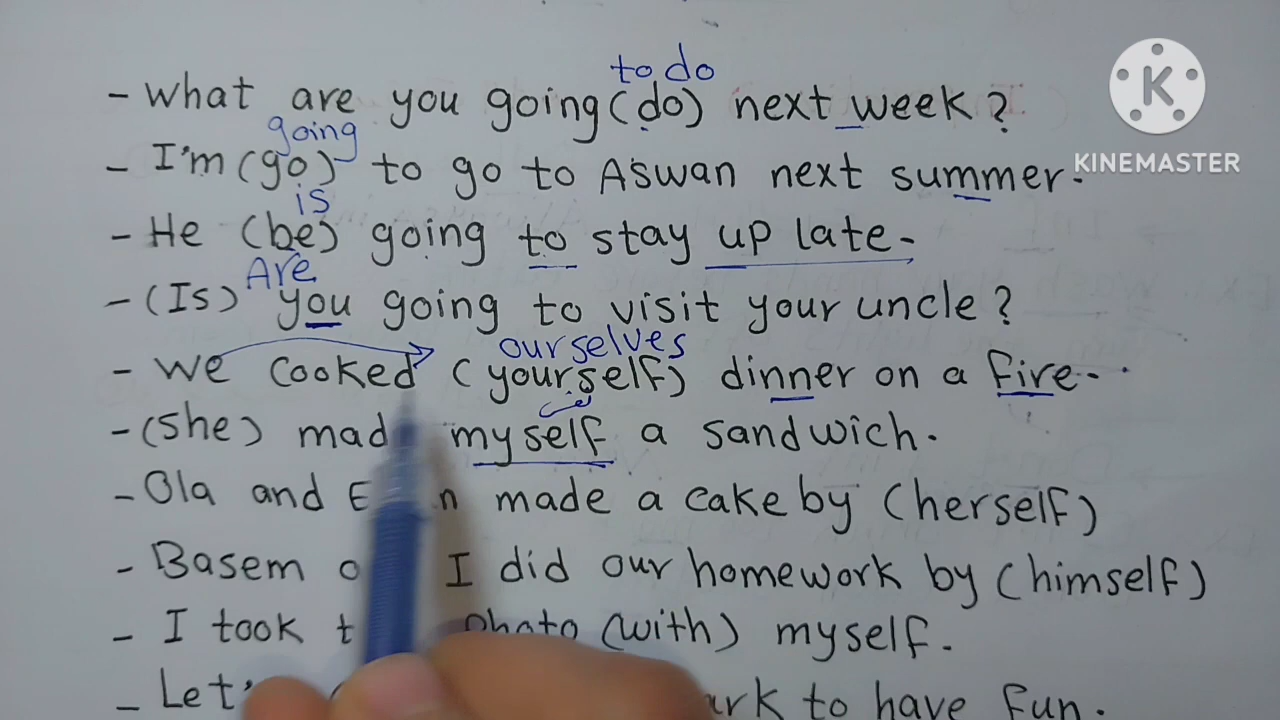 to do
- What are you going (do) next week?
going
- I'm (go) to go to Aswan next summer.
is
- He (be) going to stay up late.
Are
- (Is) you going to visit your uncle?
ourselves
- We cooked (yourself) dinner on a fire.
- (She) made myself a sandwich.
- Ola and made a cake by (herself)
- Basem I did our homework by (himself)
- I took photo (with) myself.
- to have fun.
K
KINEMASTER